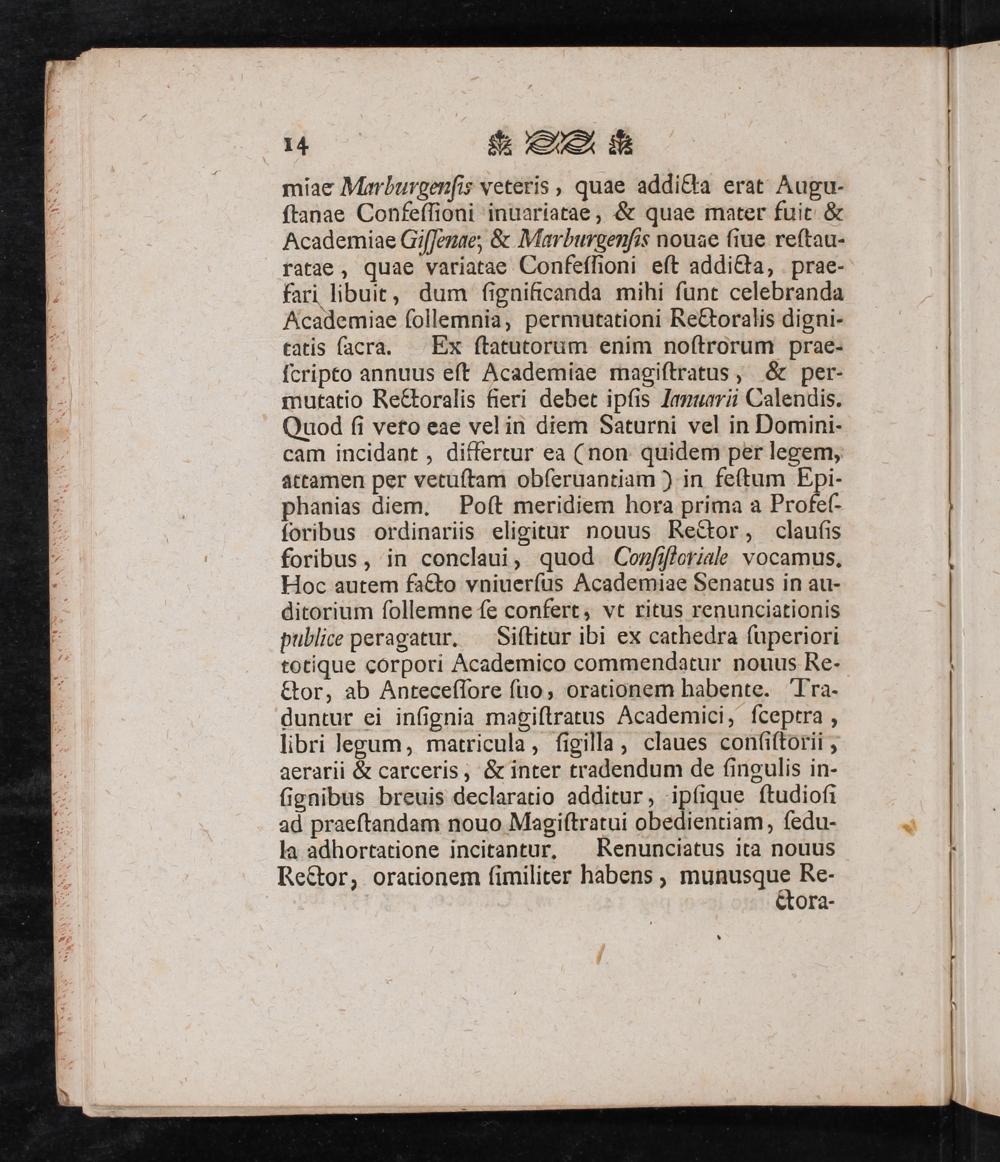 14
miae Marburgenſis veteris, quae addicta erat Augu-
ſtanae Confeſſioni inuariatae, & quae mater fuit &
Academiae Giſſenae; & Marburgenſis nouae ſiue reſtau-
ratae, quae variatae Confeſſioni eſt addicta, prae-
fari libuit, dum ſignificanda mihi ſunt celebranda
Academiae ſollemnia, permutationi Rectoralis digni-
tatis ſacra. Ex ſtatutorum enim noſtrorum prae-
ſcripto annuus eſt Academiae magiſtratus, & per-
mutatio Rectoralis fieri debet ipſis Ianuarii Calendis.
Quod ſi vero eae vel in diem Saturni vel in Domini-
cam incidant, differtur ea (non quidem per legem,
attamen per vetuſtam obſeruantiam) in feſtum Epi-
phanias diem. Poſt meridiem hora prima a Profeſ-
ſoribus ordinariis eligitur nouus Rector, clauſis
foribus, in conclaui, quod Conſiſtoriale vocamus.
Hoc autem facto vniuerſus Academiae Senatus in au-
ditorium ſollemne ſe confert, vt ritus renunciationis
publice peragatur. Siſtitur ibi ex cathedra ſuperiori
totique corpori Academico commendatur nouus Re-
ctor, ab Anteceſſore ſuo, orationem habente. Tra-
duntur ei inſignia magiſtratus Academici, ſceptra,
libri legum, matricula, ſigilla, claues conſiſtorii,
aerarii & carceris, & inter tradendum de ſingulis in-
ſignibus breuis declaratio additur, ipſique ſtudioſi
ad praeſtandam nouo Magiſtratui obedientiam, ſedu-
la adhortatione incitantur. Renunciatus ita nouus
Rector, orationem ſimiliter habens, munusque Re-
ctora-